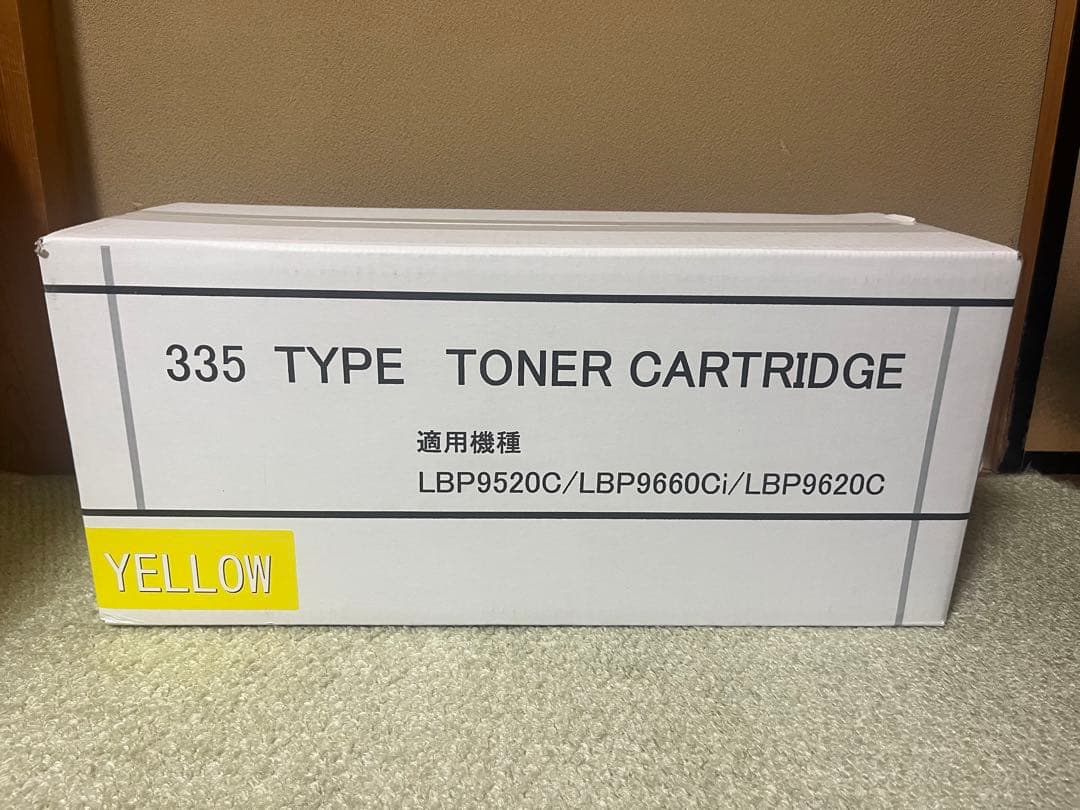 335 TYPE TONER CARTRIDGE
適用機種
LBP9520C/LBP9660Ci/LBP9620C
YELLOW